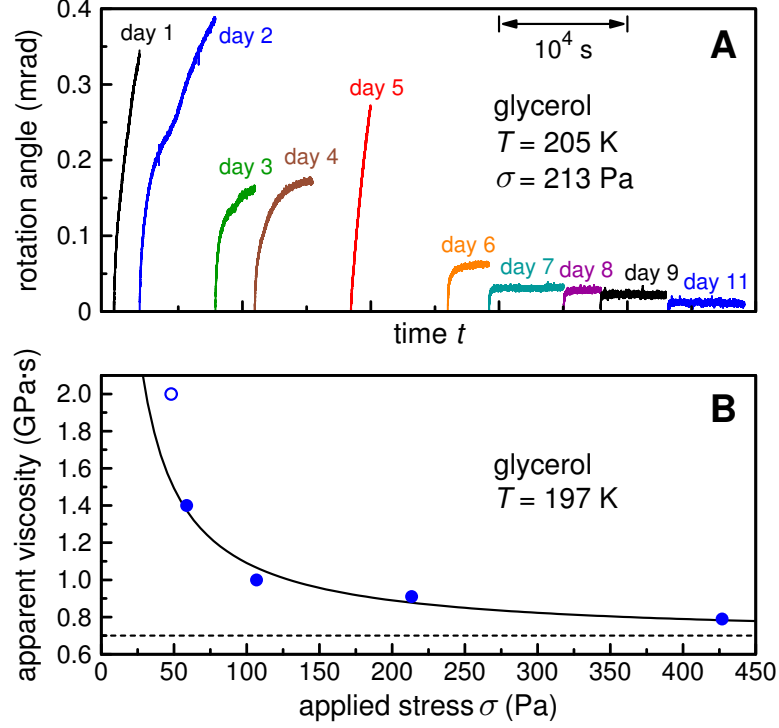 0.4
0.3
0.2
0.1
0
rotation angle (mrad)
day 1
day 2
day 3
day 4
day 5
day 6
day 7
day 8
day 9
day 11
10⁴ s
A
glycerol
T = 205 K
σ = 213 Pa
time t
2.0
1.8
1.6
1.4
1.2
1.0
0.8
0.6
apparent viscosity (GPa·s)
B
glycerol
T = 197 K
0 50 100 150 200 250 300 350 400 450
applied stress σ (Pa)